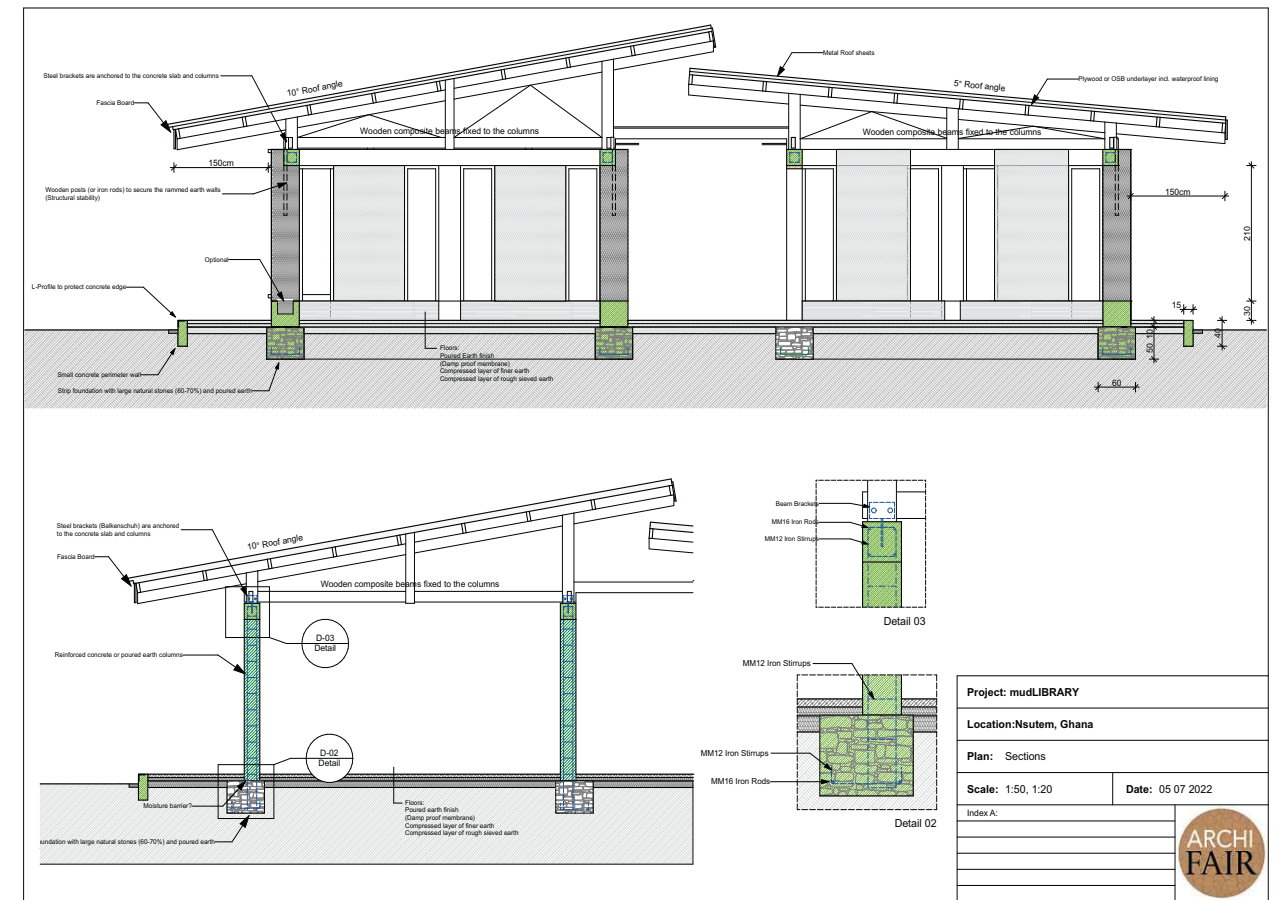 Metal Roof sheets
Steel brackets are anchored to the concrete slab and columns
10° Roof angle
5° Roof angle
Plywood or OSB underlayer incl. waterproof lining
Fascia Board
Wooden composite beams fixed to the columns
Wooden composite beams fixed to the columns
150cm
Wooden posts (or iron rods) to secure the rammed earth walls
(Structural stability)
150cm
210
Optional
L-Profile to protect concrete edge
15
30
10
40
50
Floors:
Poured Earth finish
(Damp proof membrane)
Compressed layer of finer earth
Compressed layer of rough sieved earth
Small concrete perimeter wall
Strip foundation with large natural stones (60-70%) and poured earth
60
Steel brackets (Balkenschuh) are anchored
to the concrete slab and columns
10° Roof angle
Fascia Board
Wooden composite beams fixed to the columns
D-03
Detail
Reinforced concrete or poured earth columns
D-02
Detail
Moisture barrier?
Floors:
Poured earth finish
(Damp proof membrane)
Compressed layer of finer earth
Compressed layer of rough sieved earth
undation with large natural stones (60-70%) and poured earth
Beam Brackets
MM16 Iron Rods
MM12 Iron Stirrups
Detail 03
MM12 Iron Stirrups
MM12 Iron Stirrups
MM16 Iron Rods
Detail 02
Project: mudLIBRARY
Location:Nsutem, Ghana
Plan: Sections
Scale: 1:50, 1:20
Date: 05 07 2022
Index A:
ARCHI
FAIR